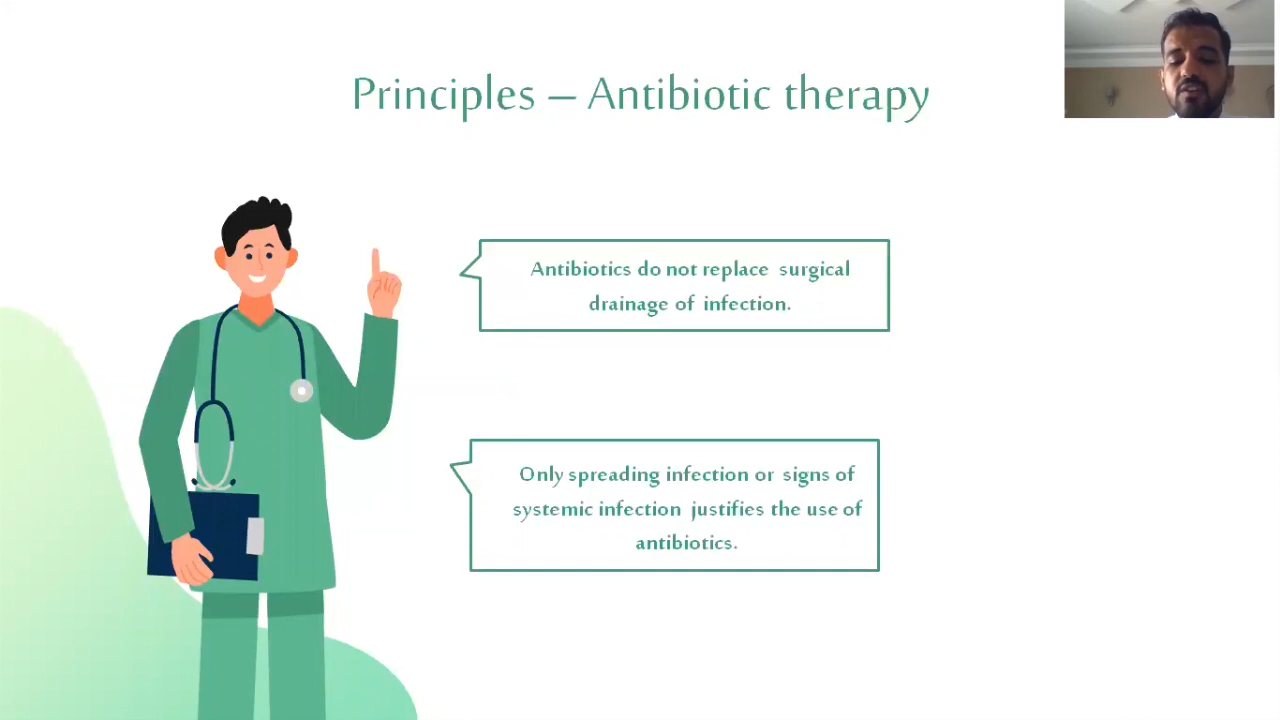 Principles – Antibiotic therapy
Antibiotics do not replace surgical
drainage of infection.
Only spreading infection or signs of
systemic infection justifies the use of
antibiotics.